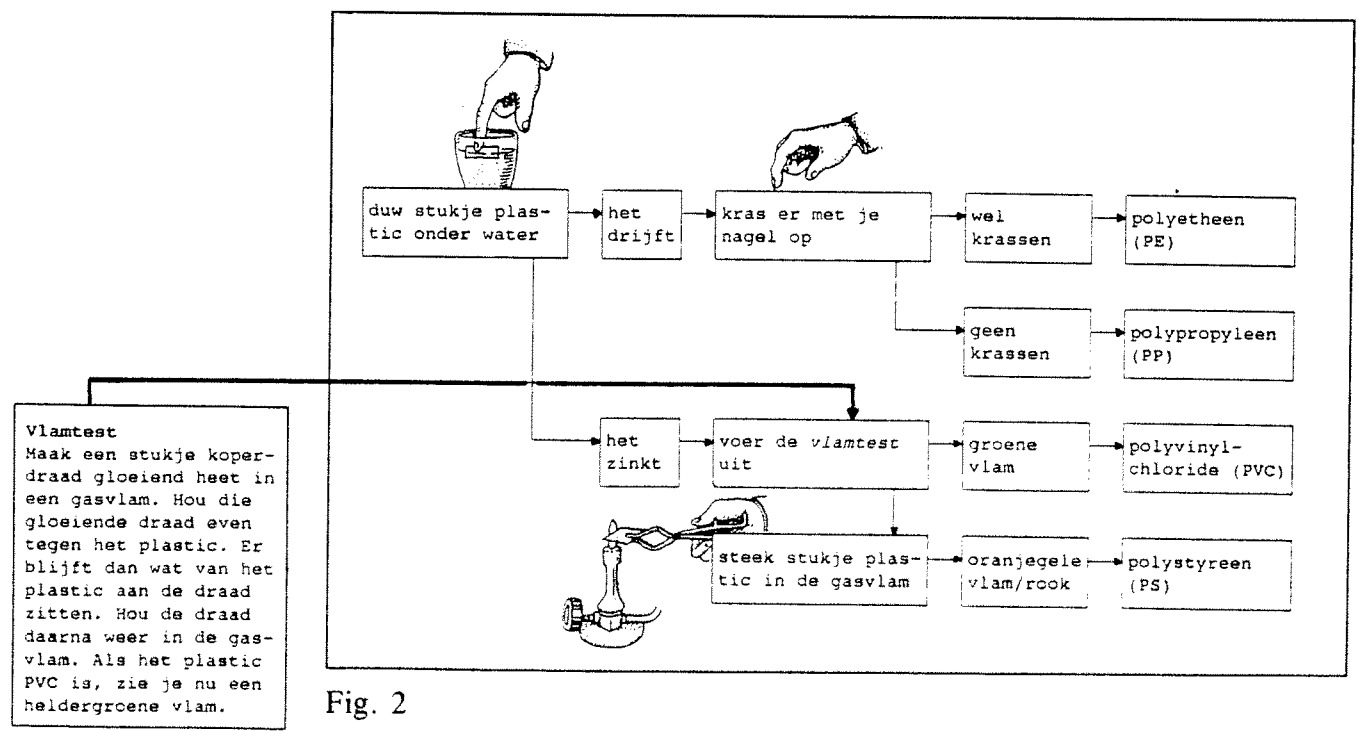 duw stukje plas-
tic onder water
het
drijft
kras er met je
nagel op
wel
krassen
polyetheen
(PE)
geen
krassen
polypropyleen
(PP)
het
zinkt
voer de vlamtest
uit
groene
vlam
polyvinyl-
chloride (PVC)
steek stukje plas-
tic in de gasvlam
oranjegele
vlam/rook
polystyreen
(PS)
Vlamtest
Maak een stukje koper-
draad gloeiend heet in
een gasvlam. Hou die
gloeiende draad even
tegen het plastic. Er
blijft dan wat van het
plastic aan de draad
zitten. Hou de draad
daarna weer in de gas-
vlam. Als het plastic
PVC is, zie je nu een
heldergroene vlam.
Fig. 2